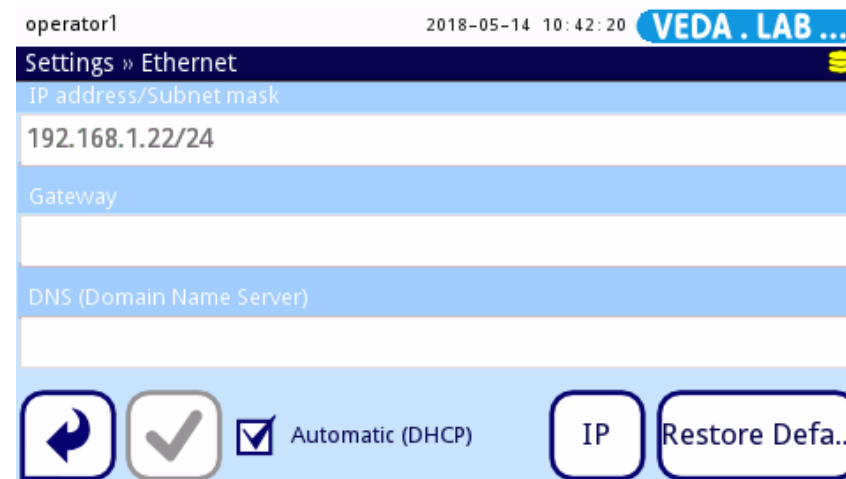 operator1 2018-05-14 10:42:20 VEDA . LAB ...
Settings » Ethernet
IP address/Subnet mask
192.168.1.22/24
Gateway
DNS (Domain Name Server)
Automatic (DHCP) IP Restore Defa..